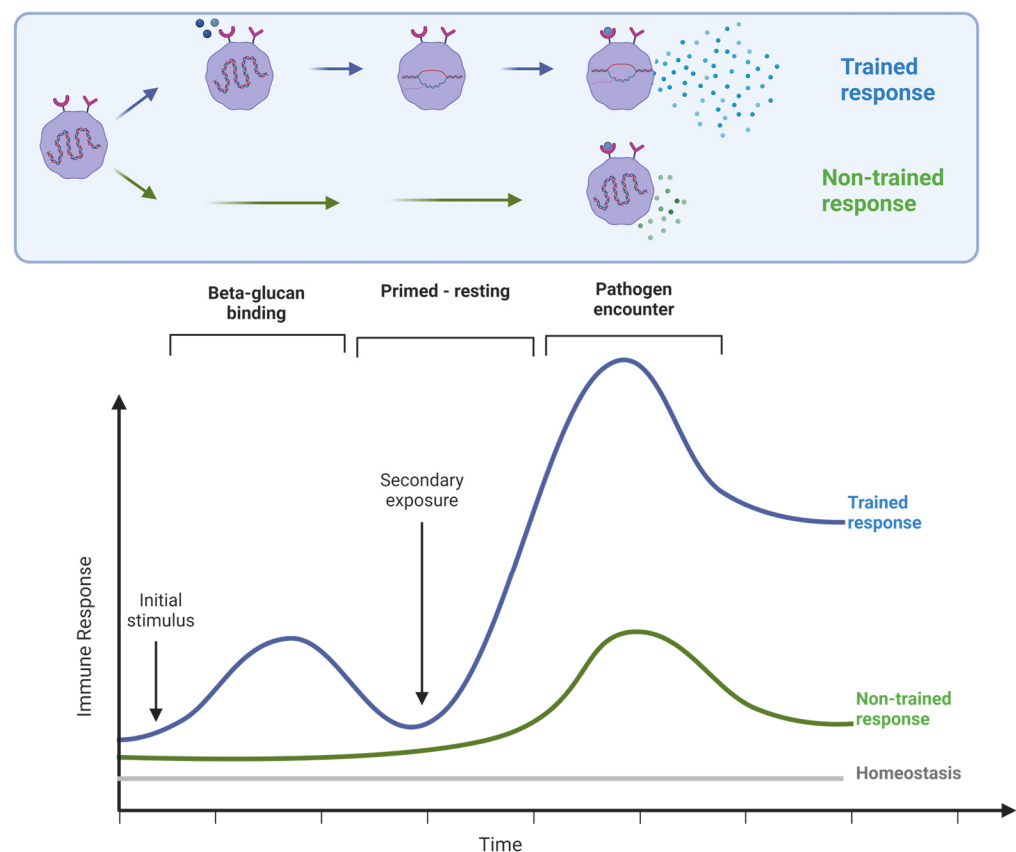 Trained
response
Non-trained
response
Beta-glucan
binding
Primed - resting
Pathogen
encounter
Secondary
exposure
Initial
stimulus
Immune Response
Trained
response
Non-trained
response
Homeostasis
Time